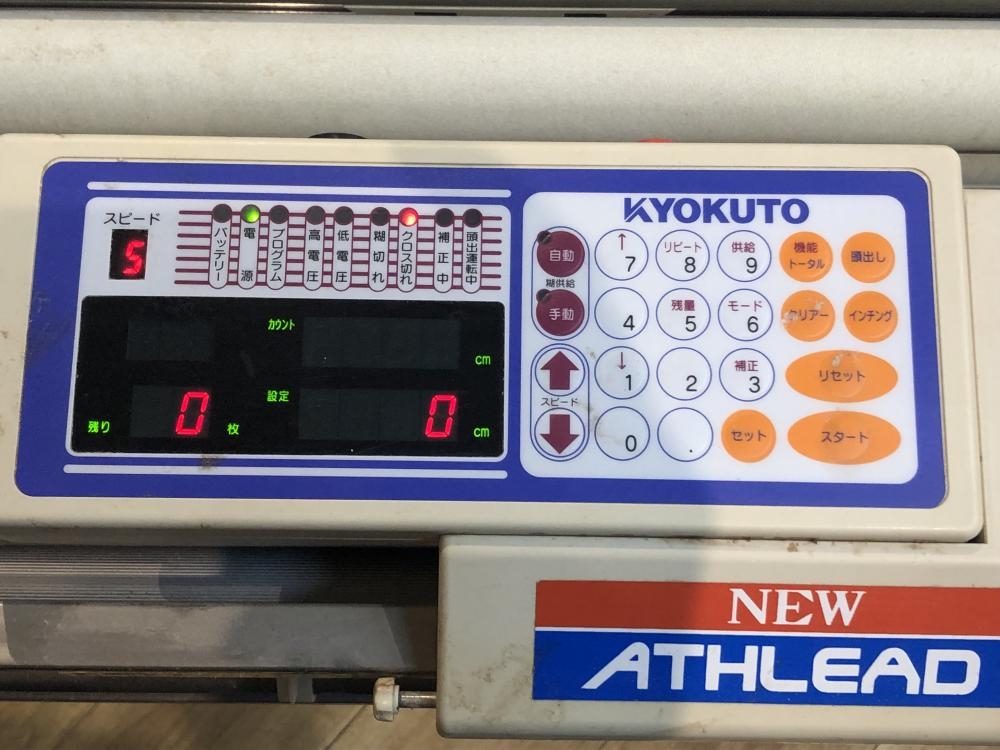 KYOKUTO
スピード
5
バッテリー
電源
プログラム
高電圧
低電圧
糊切れ
クロス切れ
補正中
頭出運転中
カウント
cm
残り 0 枚
設定 0 cm
自動
糊供給
手動
スピード
↑ 7
リピート 8
供給 9
機能トータル
頭出し
4
残量 5
モード 6
クリアー
インチング
↓ 1
2
補正 3
リセット
0
.
セット
スタート
NEW
ATHLEAD